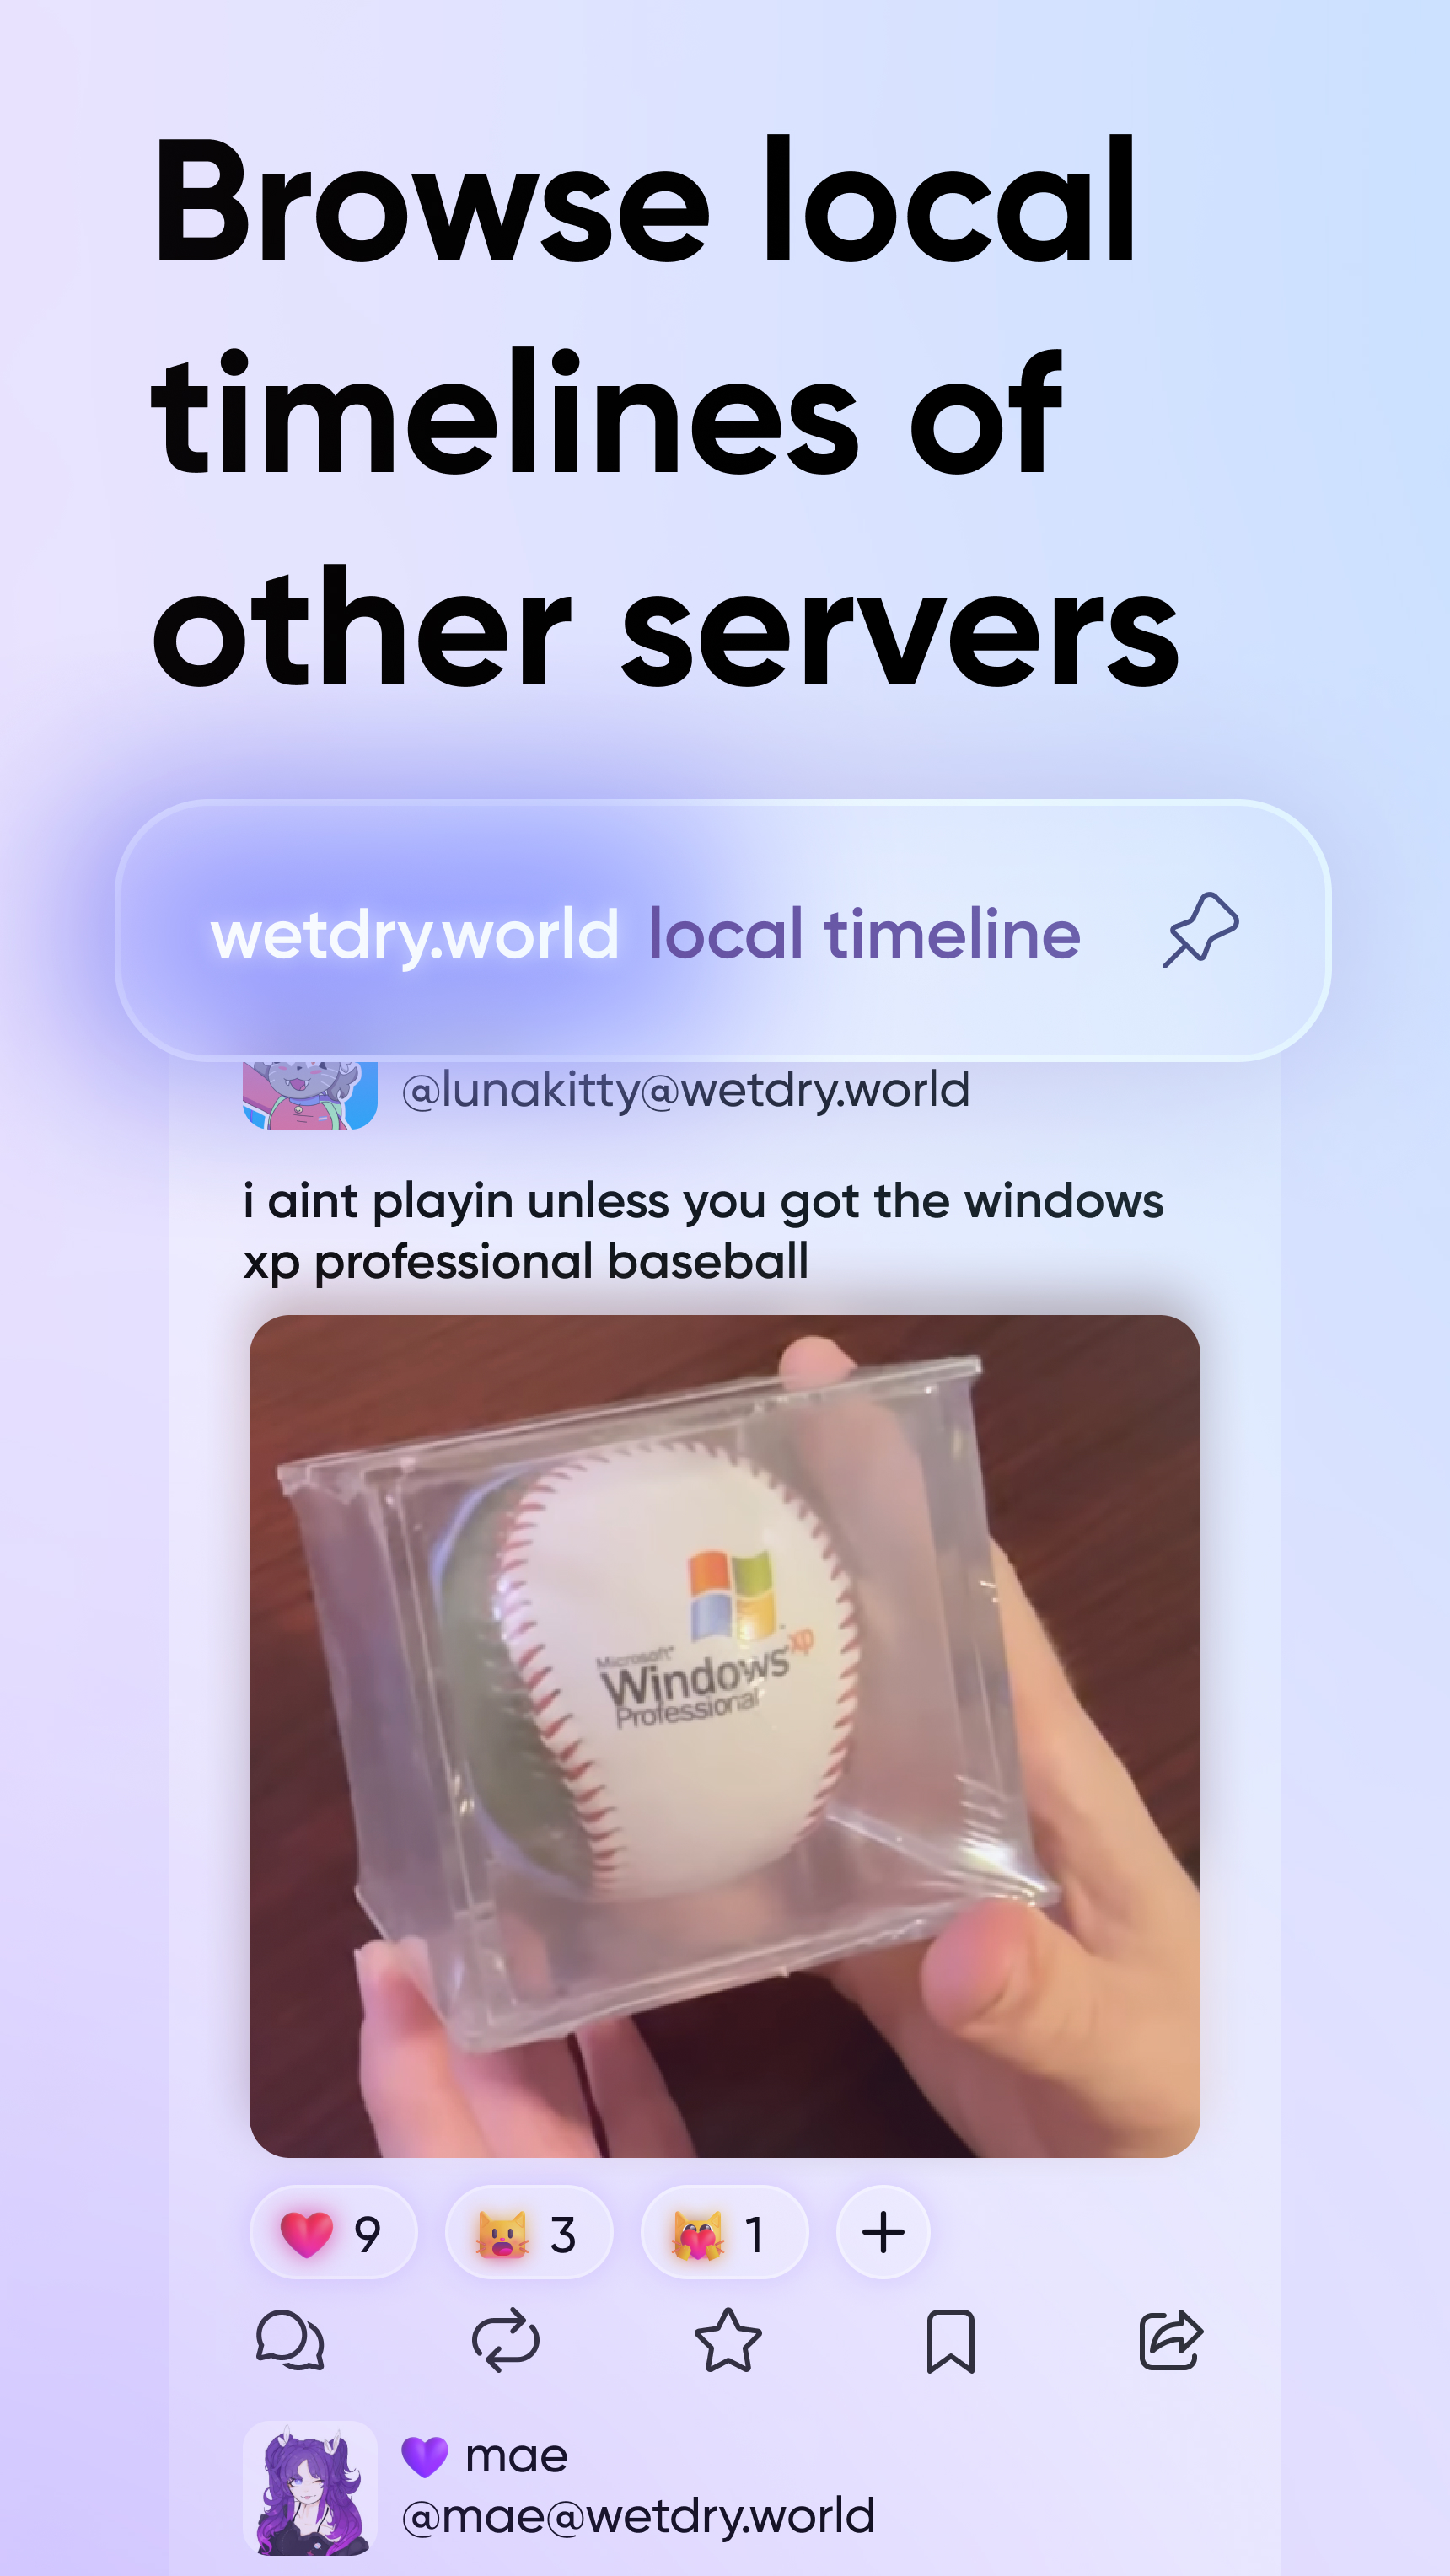 Browse local
timelines of
other servers
wetdry.world local timeline
@lunakitty@wetdry.world
i aint playin unless you got the windows
xp professional baseball
Microsoft®
Windows xp
Professional
9 3 1
mae
@mae@wetdry.world